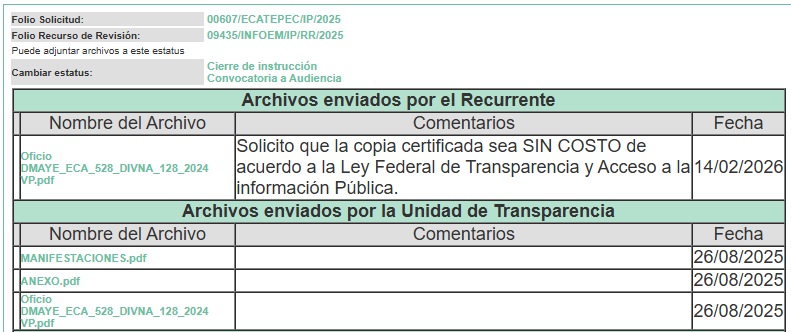 Folio Solicitud: 00607/ECATEPEC/IP/2025
Folio Recurso de Revisión: 09435/INFOEM/IP/RR/2025
Puede adjuntar archivos a este estatus
Cambiar estatus: Cierre de instrucción
Convocatoria a Audiencia
Archivos enviados por el Recurrente
Nombre del Archivo Comentarios Fecha
Oficio
DMAYE_ECA_528_DIVNA_128_2024
VP.pdf
Solicito que la copia certificada sea SIN COSTO de
acuerdo a la Ley Federal de Transparencia y Acceso a la
información Pública.
14/02/2026
Archivos enviados por la Unidad de Transparencia
Nombre del Archivo Comentarios Fecha
MANIFESTACIONES.pdf 26/08/2025
ANEXO.pdf 26/08/2025
Oficio
DMAYE_ECA_528_DIVNA_128_2024
VP.pdf
26/08/2025